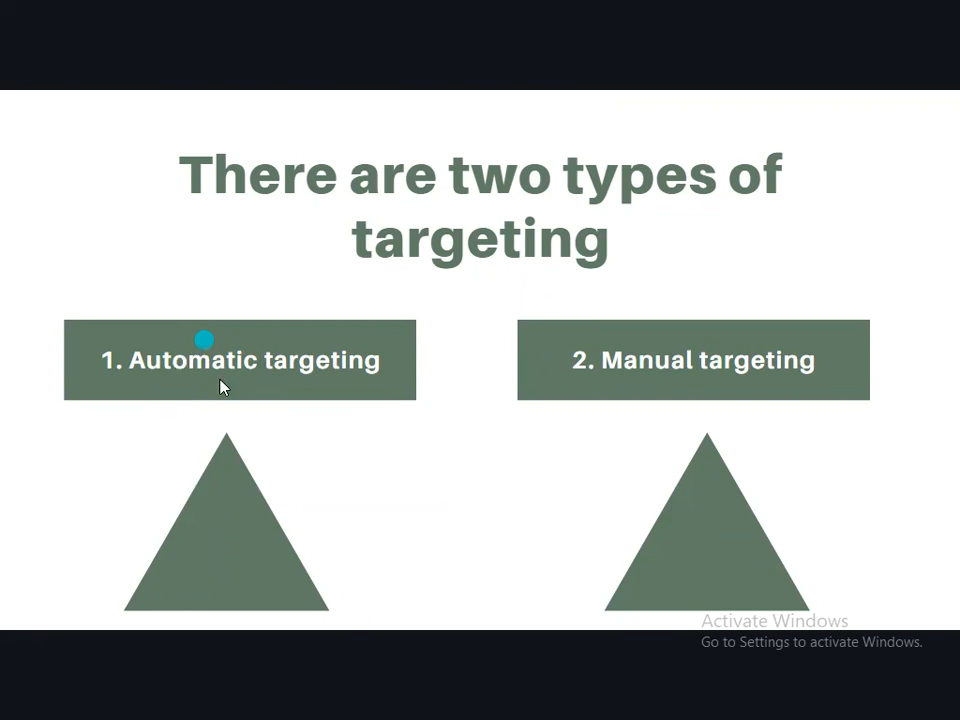 There are two types of
targeting
1. Automatic targeting
2. Manual targeting
Activate Windows
Go to Settings to activate Windows.